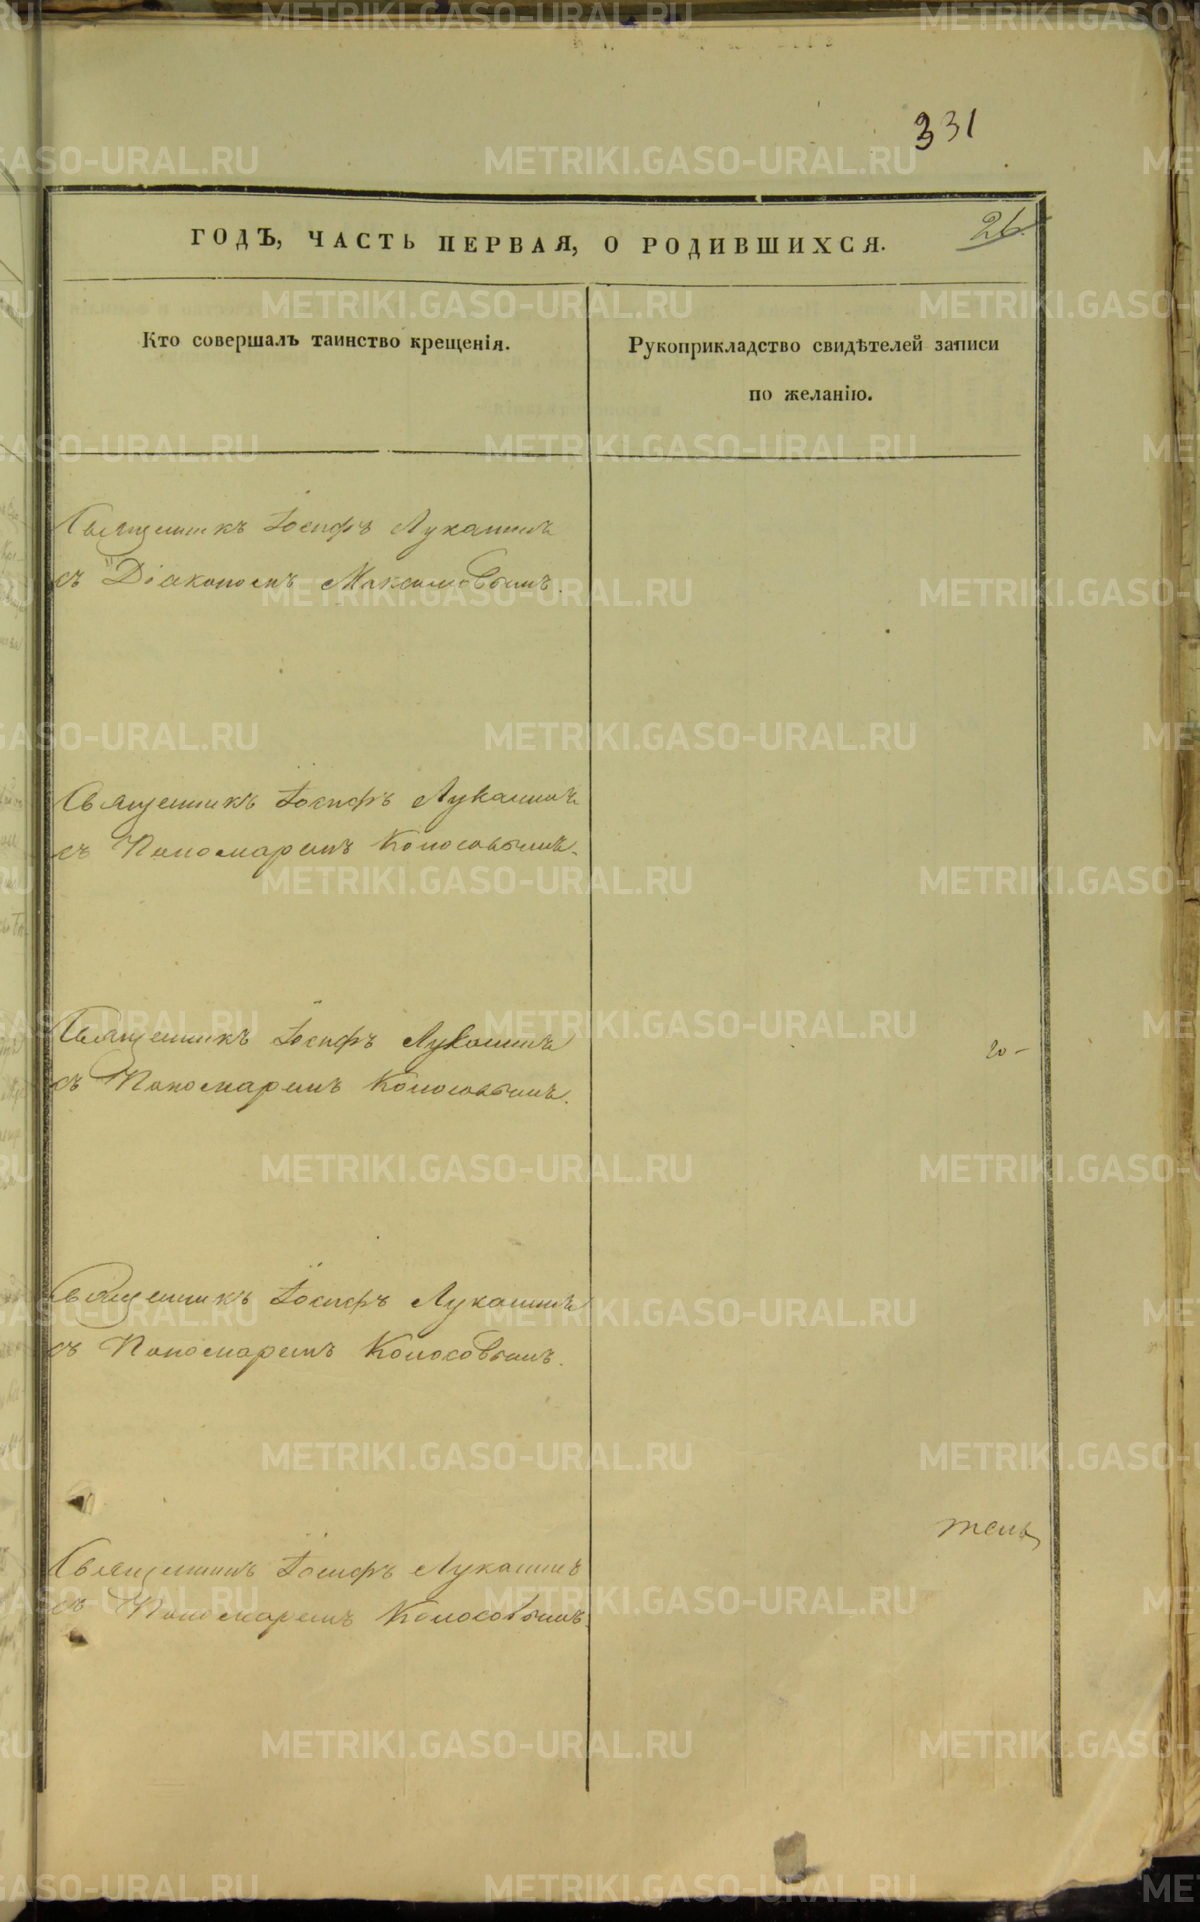 331
26
ГОДЪ, ЧАСТЬ ПЕРВАЯ, О РОДИВШИХСЯ.
Кто совершалъ таинство крещенія.
Рукоприкладство свидѣтелей записи
по желанію.
Священникъ Іосифъ Лукашинъ
съ Діакономъ Максимовымъ.
Священникъ Іосифъ Лукашинъ
съ Пономаремъ Колосовымъ.
Священникъ Іосифъ Лукашинъ
съ Пономаремъ Колосовымъ.
20-
Священникъ Іосифъ Лукашинъ
съ Пономаремъ Колосовымъ.
Священникъ Іосифъ Лукашинъ
съ Пономаремъ Колосовымъ.
METRIKI.GASO-URAL.RU